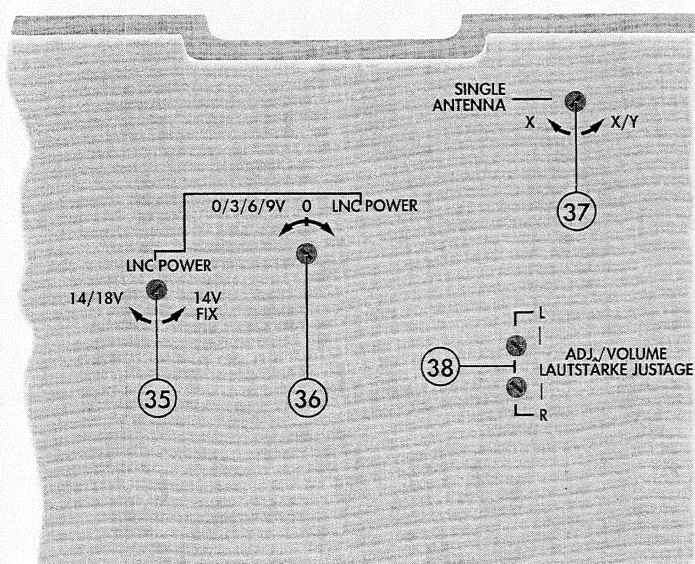 SINGLE
ANTENNA
X X/Y
37
0/3/6/9V 0 LNC POWER
LNC POWER
14/18V 14V
FIX
L
ADJ./VOLUME
LAUTSTÄRKE JUSTAGE
38
R
35 36